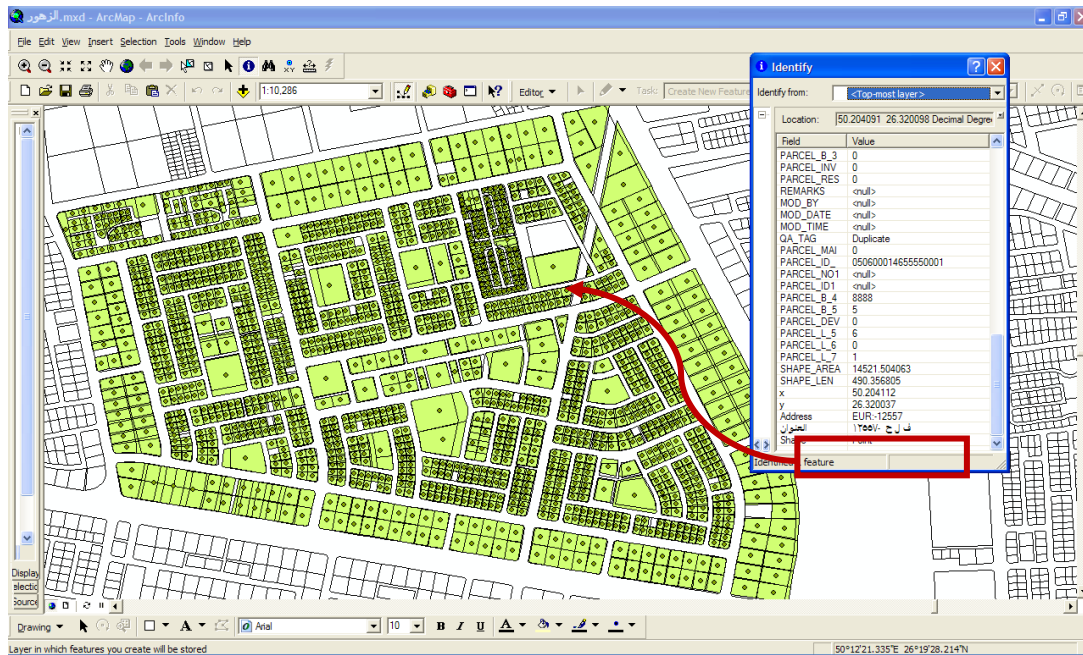 الزهور.mxd - ArcMap - ArcInfo
File Edit View Insert Selection Tools Window Help
1:10,286 Editor Task: Create New Feature
Identify
Identify from: <Top-most layer>
Location: 50.204091 26.320098 Decimal Degre
Field Value
PARCEL_B_3 0
PARCEL_INV 0
PARCEL_RES 0
REMARKS <null>
MOD_BY <null>
MOD_DATE <null>
MOD_TIME <null>
QA_TAG Duplicate
PARCEL_MAI 0
PARCEL_ID_ 050600014655550001
PARCEL_NO1 <null>
PARCEL_ID1 <null>
PARCEL_B_4 8888
PARCEL_B_5 5
PARCEL_DEV 0
PARCEL_L_5 6
PARCEL_L_6 0
PARCEL_L_7 1
SHAPE_AREA 14521.504063
SHAPE_LEN 490.356805
x 50.204112
y 26.320037
Address EUR:-12557
العنوان ف ل ح -١٢٥٥٧
Shape Point
feature
Display
Source
Drawing A Arial 10 B I U A
Layer in which features you create will be stored
50°12'21.335"E 26°19'28.214"N